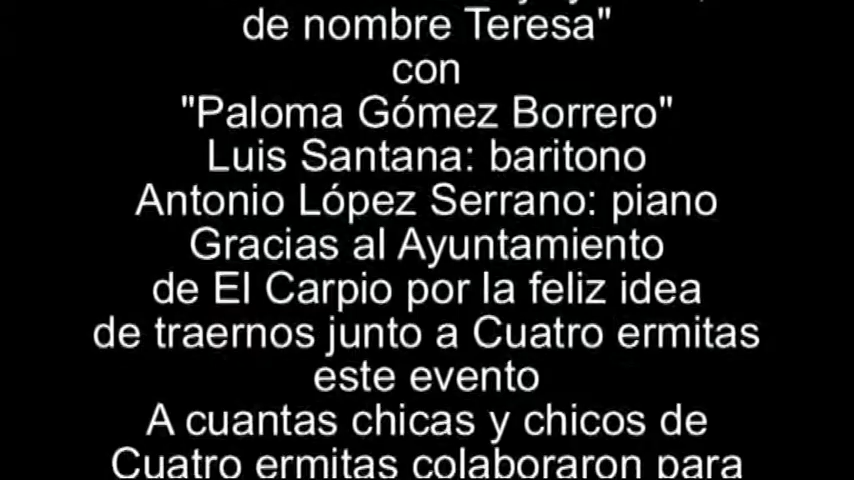 de nombre Teresa"
con
"Paloma Gómez Borrero"
Luis Santana: baritono
Antonio López Serrano: piano
Gracias al Ayuntamiento
de El Carpio por la feliz idea
de traernos junto a Cuatro ermitas
este evento
A cuantas chicas y chicos de
Cuatro ermitas colaboraron para